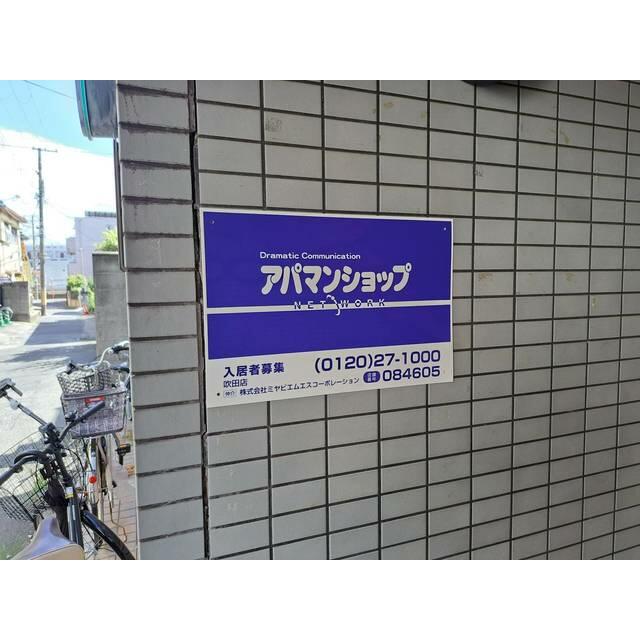 Dramatic Communication
アパマンショップ
NETWORK
入居者募集 (0120)27-1000
吹田店
仲介 株式会社ミヤビエムエスコーポレーション 084605